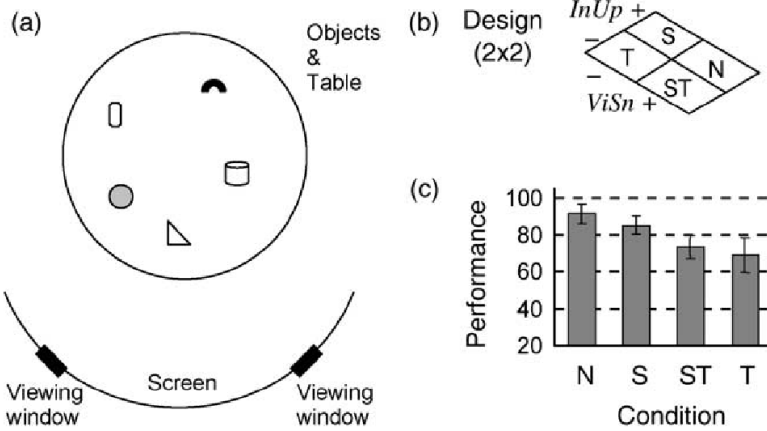 (a)
Objects
&
Table
Viewing
window
Screen
Viewing
window
(b) Design
(2x2)
InUp +
–
S
T
N
–
ST
ViSn +
(c)
Performance
100
80
60
40
20
N S ST T
Condition